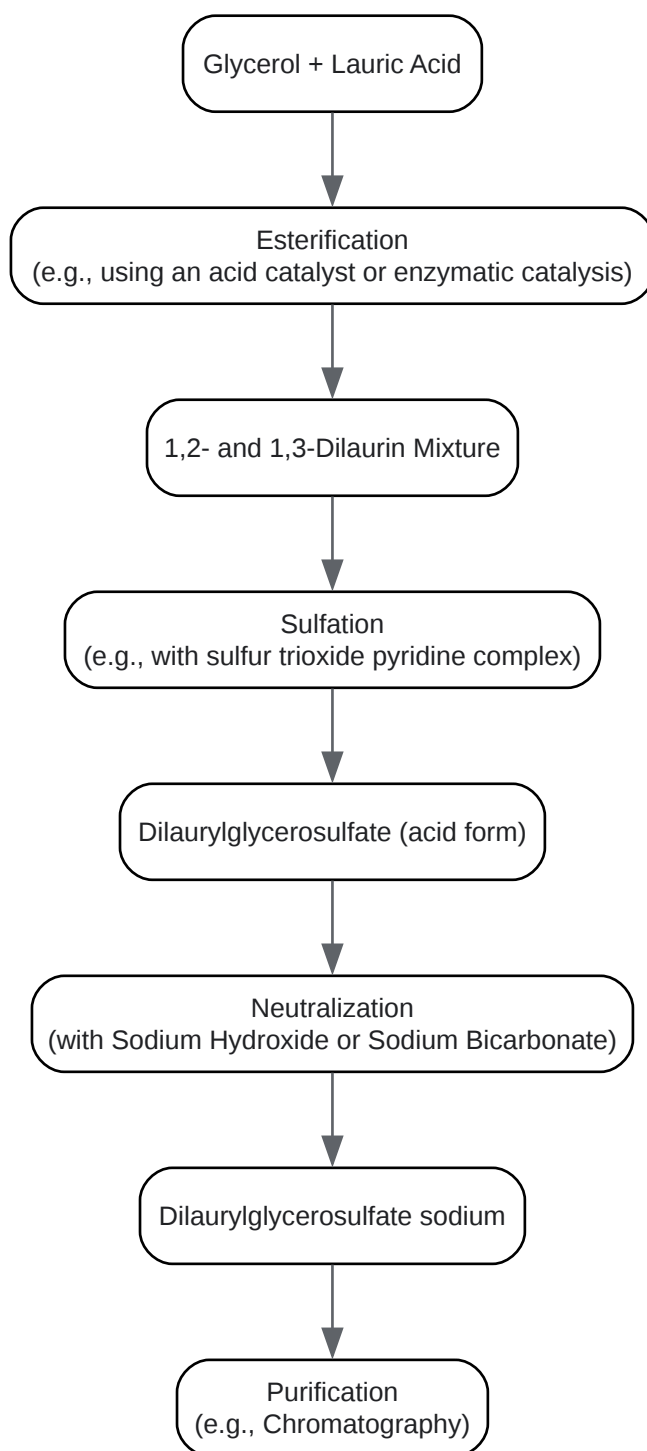 Glycerol + Lauric Acid
Esterification
(e.g., using an acid catalyst or enzymatic catalysis)
1,2- and 1,3-Dilaurin Mixture
Sulfation
(e.g., with sulfur trioxide pyridine complex)
Dilaurylglycerosulfate (acid form)
Neutralization
(with Sodium Hydroxide or Sodium Bicarbonate)
Dilaurylglycerosulfate sodium
Purification
(e.g., Chromatography)